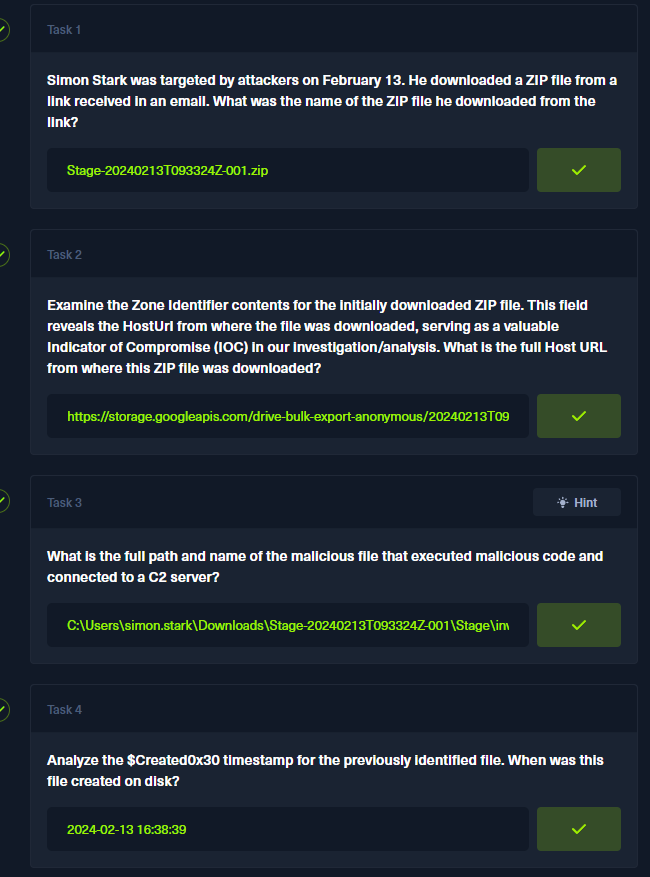 Task 1
Simon Stark was targeted by attackers on February 13. He downloaded a ZIP file from a
link received in an email. What was the name of the ZIP file he downloaded from the
link?
Stage-20240213T093324Z-001.zip
Task 2
Examine the Zone Identifier contents for the initially downloaded ZIP file. This field
reveals the HostUrl from where the file was downloaded, serving as a valuable
Indicator of Compromise (IOC) in our investigation/analysis. What is the full Host URL
from where this ZIP file was downloaded?
https://storage.googleapis.com/drive-bulk-export-anonymous/20240213T09
Task 3
Hint
What is the full path and name of the malicious file that executed malicious code and
connected to a C2 server?
C:\Users\simon.stark\Downloads\Stage-20240213T093324Z-001\Stage\inv
Task 4
Analyze the $Created0x30 timestamp for the previously identified file. When was this
file created on disk?
2024-02-13 16:38:39